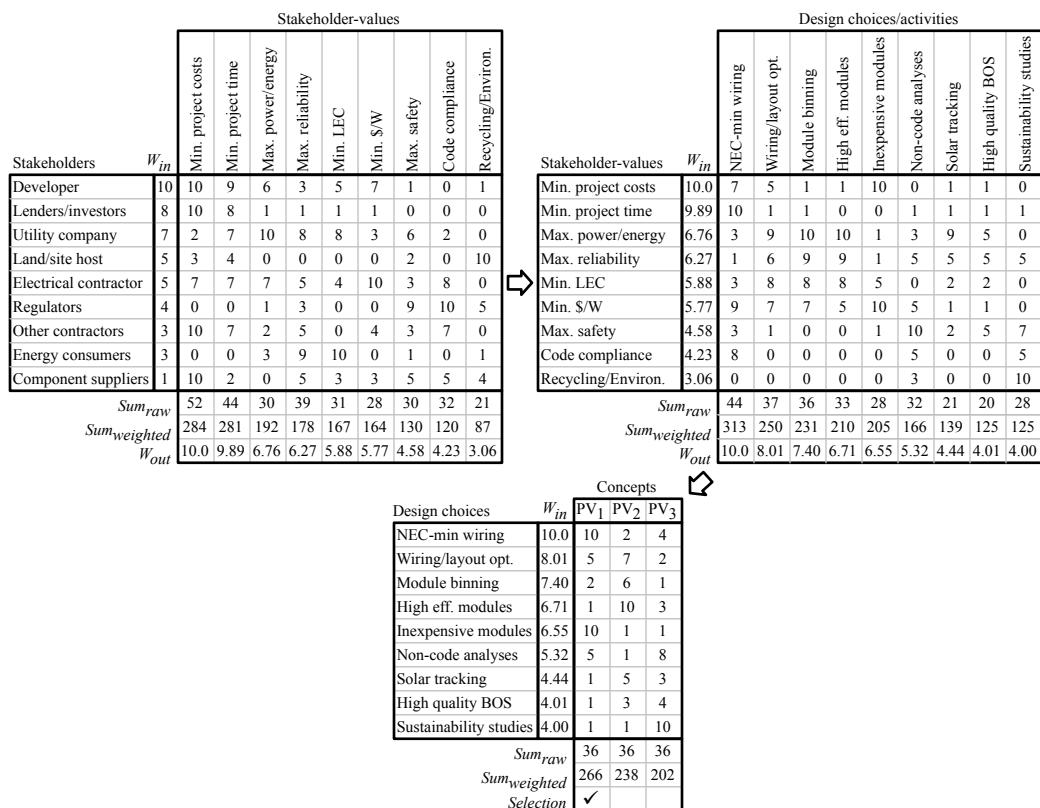 Stakeholder-values
Stakeholders W_in Min. project costs Min. project time Max. power/energy Max. reliability Min. LEC Min. $/W Max. safety Code compliance Recycling/Environ.
Developer 10 10 9 6 3 5 7 1 0 1
Lenders/investors 8 10 8 1 1 1 1 0 0 0
Utility company 7 2 7 10 8 8 3 6 2 0
Land/site host 5 3 4 0 0 0 0 2 0 10
Electrical contractor 5 7 7 7 5 4 10 3 8 0
Regulators 4 0 0 1 3 0 0 9 10 5
Other contractors 3 10 7 2 5 0 4 3 7 0
Energy consumers 3 0 0 3 9 10 0 1 0 1
Component suppliers 1 10 2 0 5 3 3 5 5 4
Sum_raw 52 44 30 39 31 28 30 32 21
Sum_weighted 284 281 192 178 167 164 130 120 87
W_out 10.0 9.89 6.76 6.27 5.88 5.77 4.58 4.23 3.06
Design choices/activities
Stakeholder-values W_in NEC-min wiring Wiring/layout opt. Module binning High eff. modules Inexpensive modules Non-code analyses Solar tracking High quality BOS Sustainability studies
Min. project costs 10.0 7 5 1 1 10 0 1 1 0
Min. project time 9.89 10 1 1 0 0 1 1 1 1
Max. power/energy 6.76 3 9 10 10 1 3 9 5 0
Max. reliability 6.27 1 6 9 9 1 5 5 5 5
Min. LEC 5.88 3 8 8 8 5 0 2 2 0
Min. $/W 5.77 9 7 7 5 10 5 1 1 0
Max. safety 4.58 3 1 0 0 1 10 2 5 7
Code compliance 4.23 8 0 0 0 0 5 0 0 5
Recycling/Environ. 3.06 0 0 0 0 0 3 0 0 10
Sum_raw 44 37 36 33 28 32 21 20 28
Sum_weighted 313 250 231 210 205 166 139 125 125
W_out 10.0 8.01 7.40 6.71 6.55 5.32 4.44 4.01 4.00
Concepts
Design choices W_in PV_1 PV_2 PV_3
NEC-min wiring 10.0 10 2 4
Wiring/layout opt. 8.01 5 7 2
Module binning 7.40 2 6 1
High eff. modules 6.71 1 10 3
Inexpensive modules 6.55 10 1 1
Non-code analyses 5.32 5 1 8
Solar tracking 4.44 1 5 3
High quality BOS 4.01 1 3 4
Sustainability studies 4.00 1 1 10
Sum_raw 36 36 36
Sum_weighted 266 238 202
Selection ✓